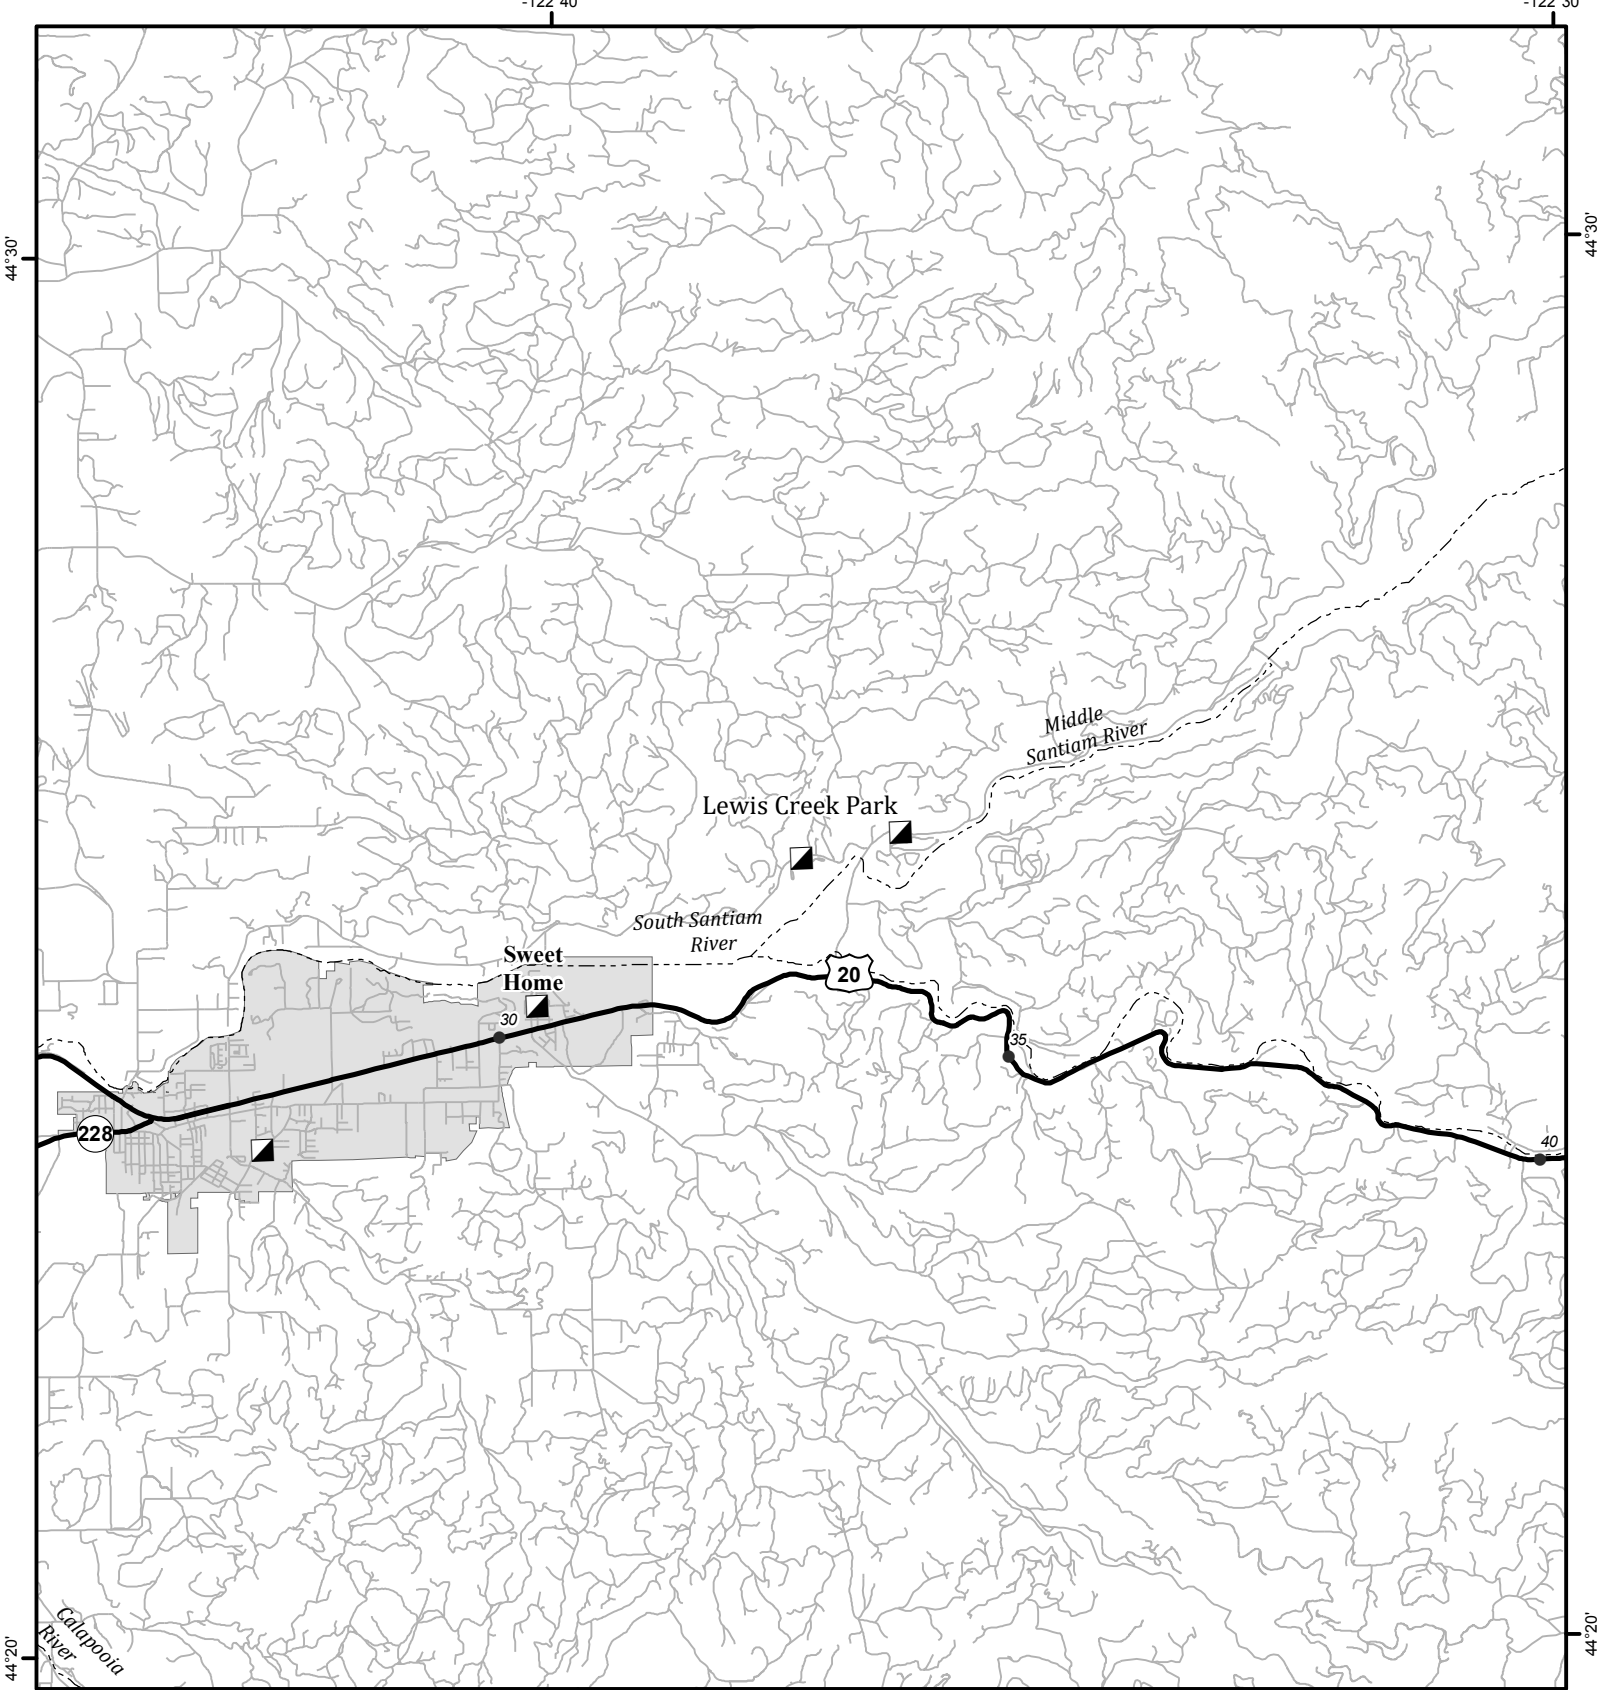 -122°40'
-122°30'
44°30'
44°30'
Middle
Santiam River
Lewis Creek Park
South Santiam
River
Sweet
Home
20
30
35
228
40
Calapooia
River
44°20'
44°20'